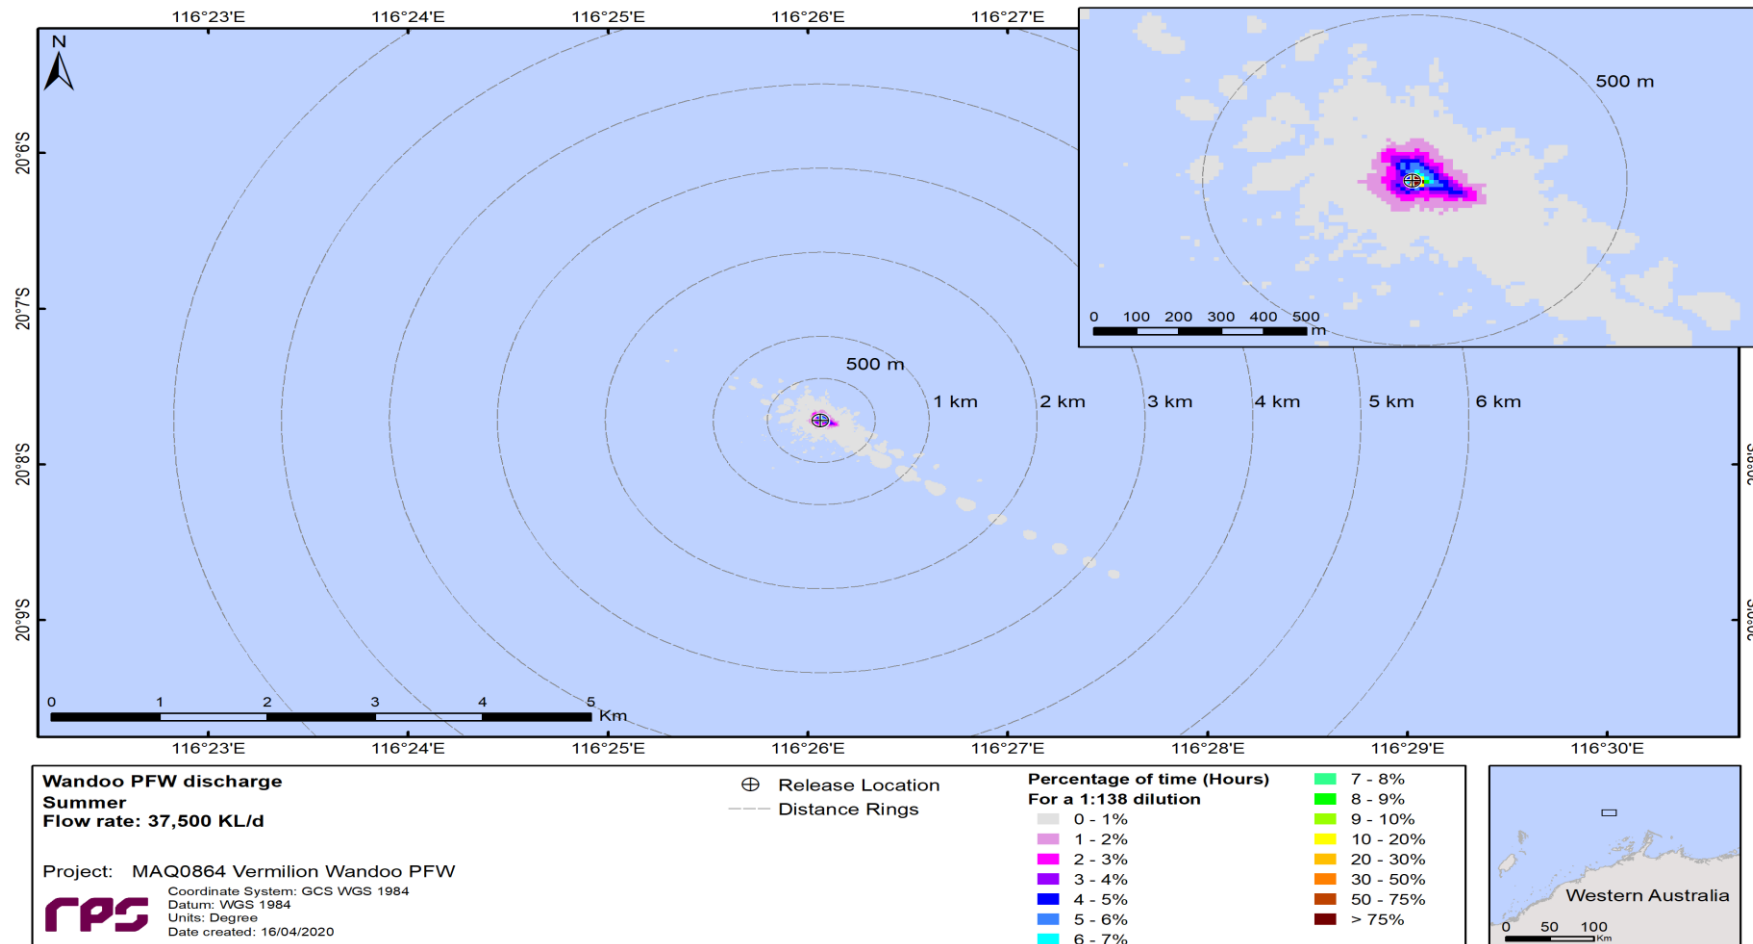 116°23'E 116°24'E 116°25'E 116°26'E 116°27'E
N
500 m
0 100 200 300 400 500 m
20°6'S
20°7'S
20°8'S
20°9'S
500 m
1 km 2 km 3 km 4 km 5 km 6 km
20°8'S
20°9'S
0 1 2 3 4 5 Km
116°23'E 116°24'E 116°25'E 116°26'E 116°27'E 116°28'E 116°29'E 116°30'E
Wandoo PFW discharge
Summer
Flow rate: 37,500 KL/d
Project: MAQ0864 Vermilion Wandoo PFW
rps
Coordinate System: GCS WGS 1984
Datum: WGS 1984
Units: Degree
Date created: 16/04/2020
Release Location
Distance Rings
Percentage of time (Hours)
For a 1:138 dilution
0 - 1%
1 - 2%
2 - 3%
3 - 4%
4 - 5%
5 - 6%
6 - 7%
7 - 8%
8 - 9%
9 - 10%
10 - 20%
20 - 30%
30 - 50%
50 - 75%
> 75%
Western Australia
0 50 100
Km